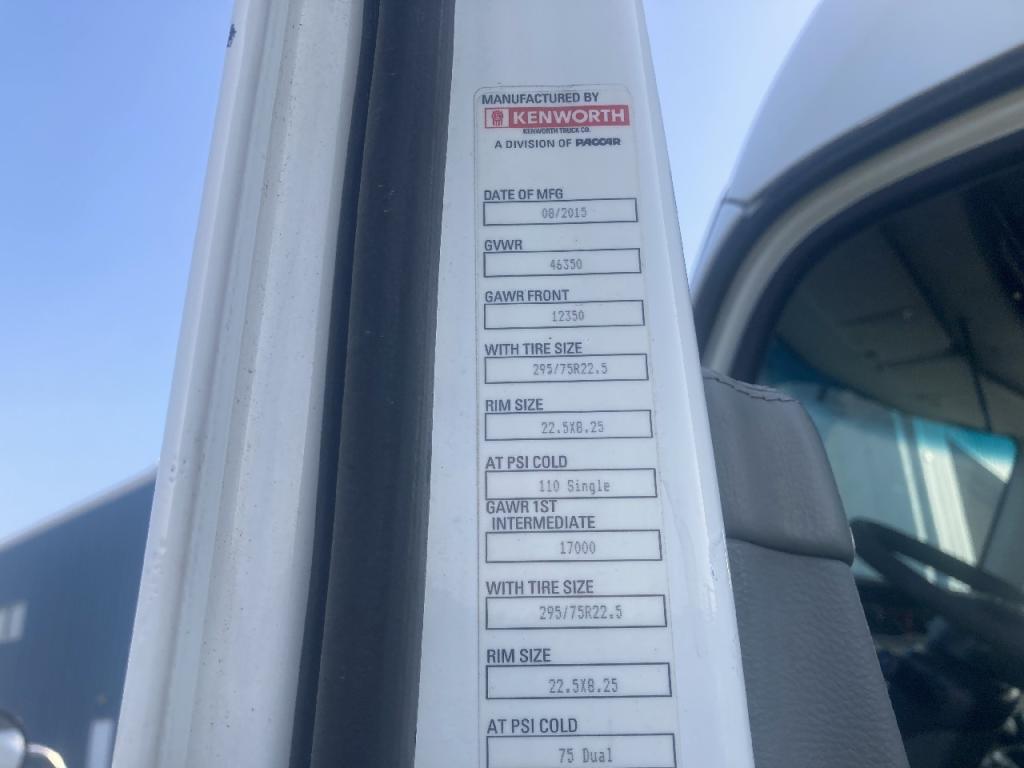 MANUFACTURED BY
KENWORTH
KENWORTH TRUCK CO.
A DIVISION OF PACCAR
DATE OF MFG
08/2015
GVWR
46350
GAWR FRONT
12350
WITH TIRE SIZE
295/75R22.5
RIM SIZE
22.5X8.25
AT PSI COLD
110 Single
GAWR 1ST
INTERMEDIATE
17000
WITH TIRE SIZE
295/75R22.5
RIM SIZE
22.5X8.25
AT PSI COLD
75 Dual